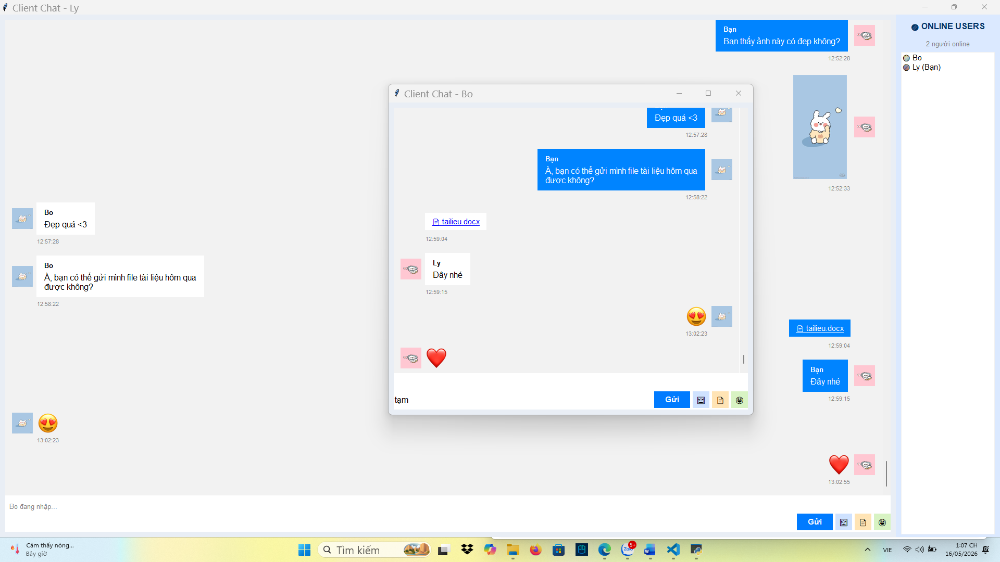 Client Chat - Ly
Bạn
Bạn thấy ảnh này có đẹp không?
12:52:28
12:52:33
Bo
Đẹp quá <3
12:57:28
Bo
À, bạn có thể gửi mình file tài liệu hôm qua
được không?
12:58:22
tailieu.docx
12:59:04
Bạn
Đây nhé
12:59:15
13:02:23
13:02:55
Bo đang nhập...
Gửi
ONLINE USERS
2 người online
Bo
Ly (Bạn)
Client Chat - Bo
Đẹp quá <3
12:57:28
Bạn
À, bạn có thể gửi mình file tài liệu hôm qua
được không?
12:58:22
tailieu.docx
12:59:04
Ly
Đây nhé
12:59:15
13:02:23
tạm
Gửi
Cảm thấy nóng...
Bây giờ
Tìm kiếm
Zalo
5+
VIE
1:07 CH
16/05/2026